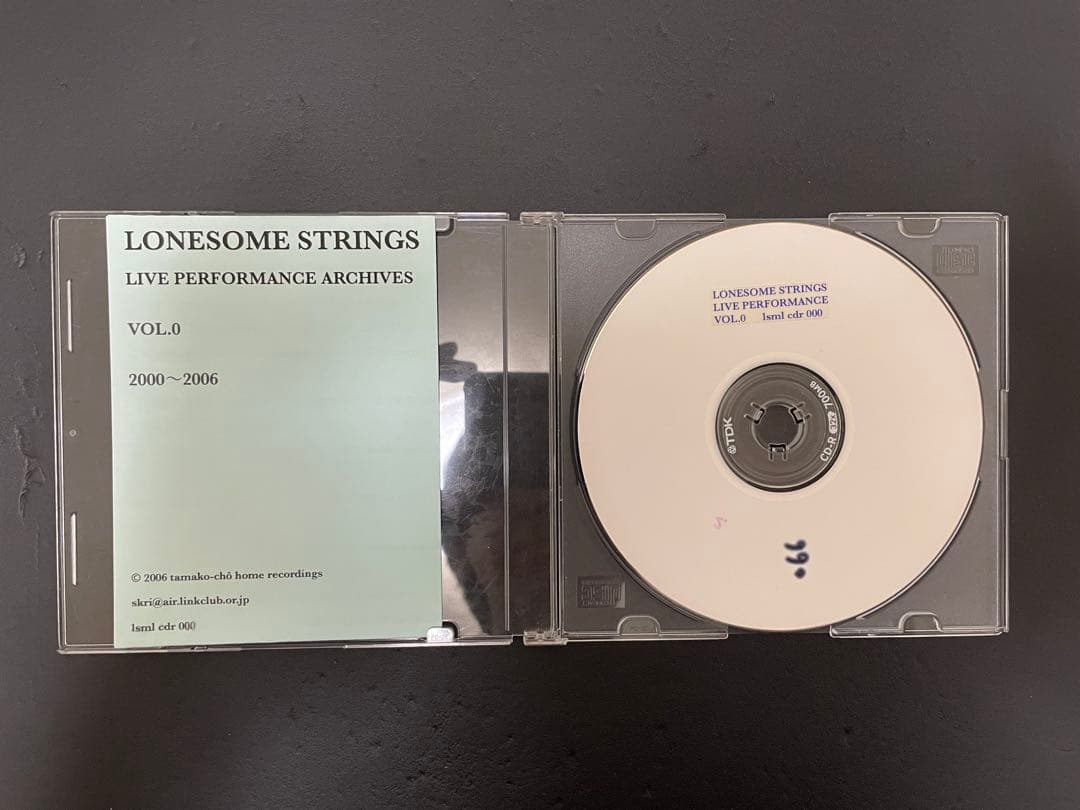 LONESOME STRINGS
LIVE PERFORMANCE ARCHIVES
VOL.0
2000〜2006
© 2006 tamako-chô home recordings
skri@air.linkclub.or.jp
lsml cdr 000
LONESOME STRINGS
LIVE PERFORMANCE
VOL.0 lsml cdr 000
TDK
CD-R
700MB